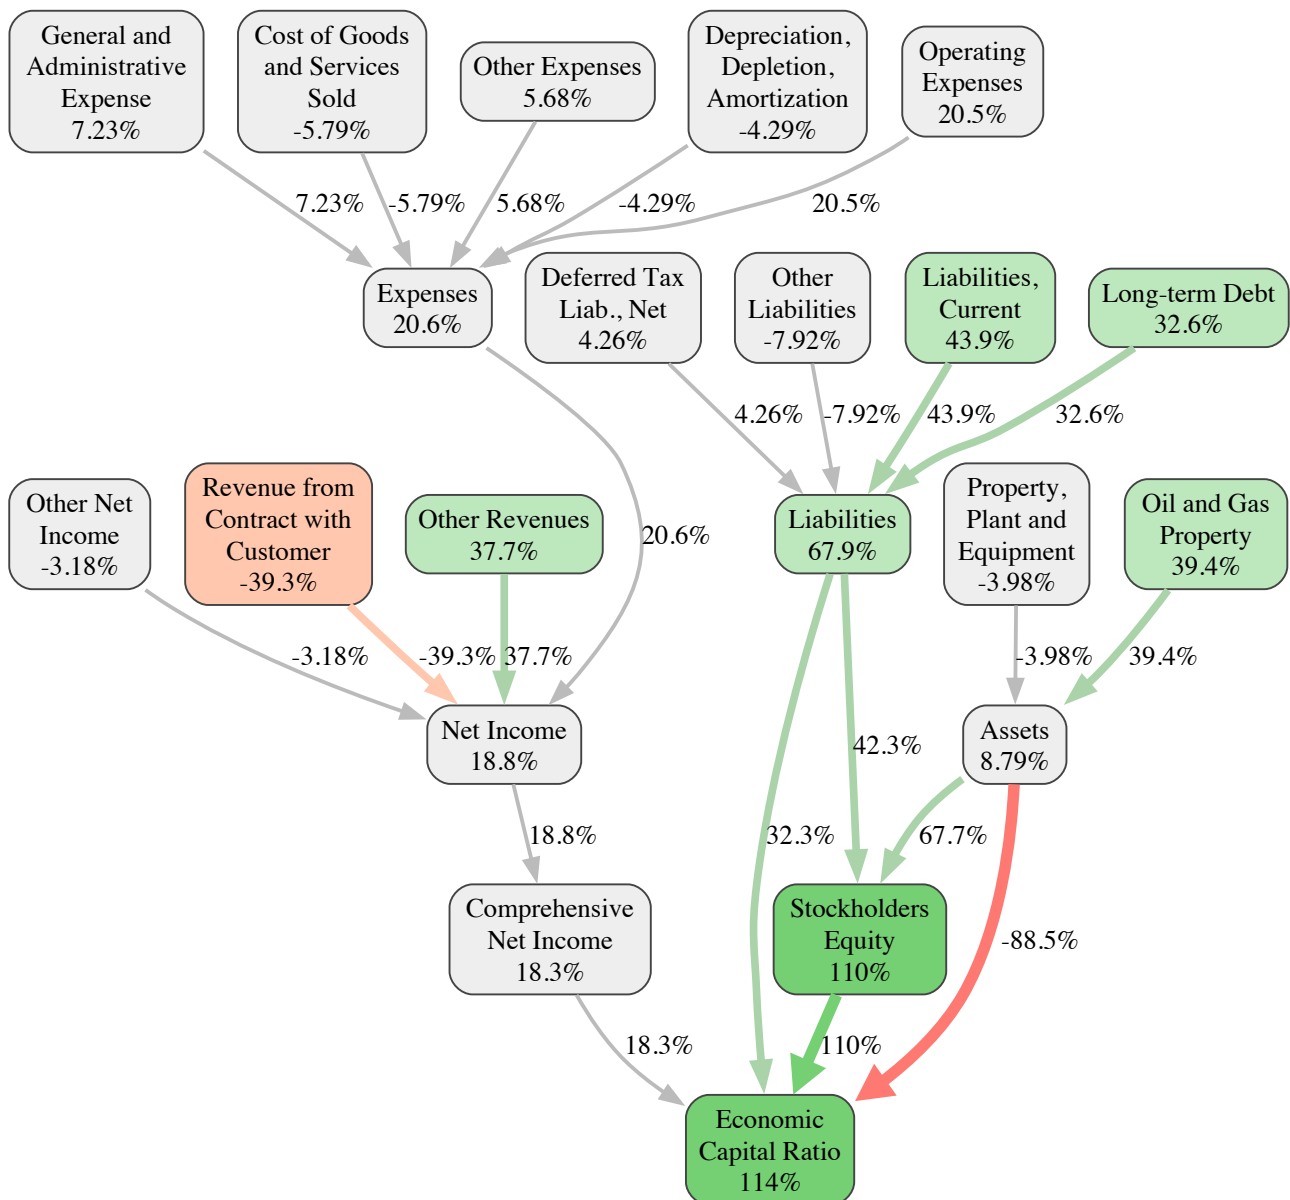 General and
Administrative
Expense
7.23%
Cost of Goods
and Services
Sold
-5.79%
Other Expenses
5.68%
Depreciation,
Depletion,
Amortization
-4.29%
Operating
Expenses
20.5%
7.23%
-5.79%
5.68%
-4.29%
20.5%
Expenses
20.6%
Deferred Tax
Liab., Net
4.26%
Other
Liabilities
-7.92%
Liabilities,
Current
43.9%
Long-term Debt
32.6%
4.26%
-7.92%
43.9%
32.6%
Other Net
Income
-3.18%
Revenue from
Contract with
Customer
-39.3%
Other Revenues
37.7%
20.6%
Liabilities
67.9%
Property,
Plant and
Equipment
-3.98%
Oil and Gas
Property
39.4%
-3.18%
-39.3%
37.7%
-3.98%
39.4%
Net Income
18.8%
42.3%
Assets
8.79%
18.8%
32.3%
67.7%
Comprehensive
Net Income
18.3%
Stockholders
Equity
110%
-88.5%
18.3%
110%
Economic
Capital Ratio
114%